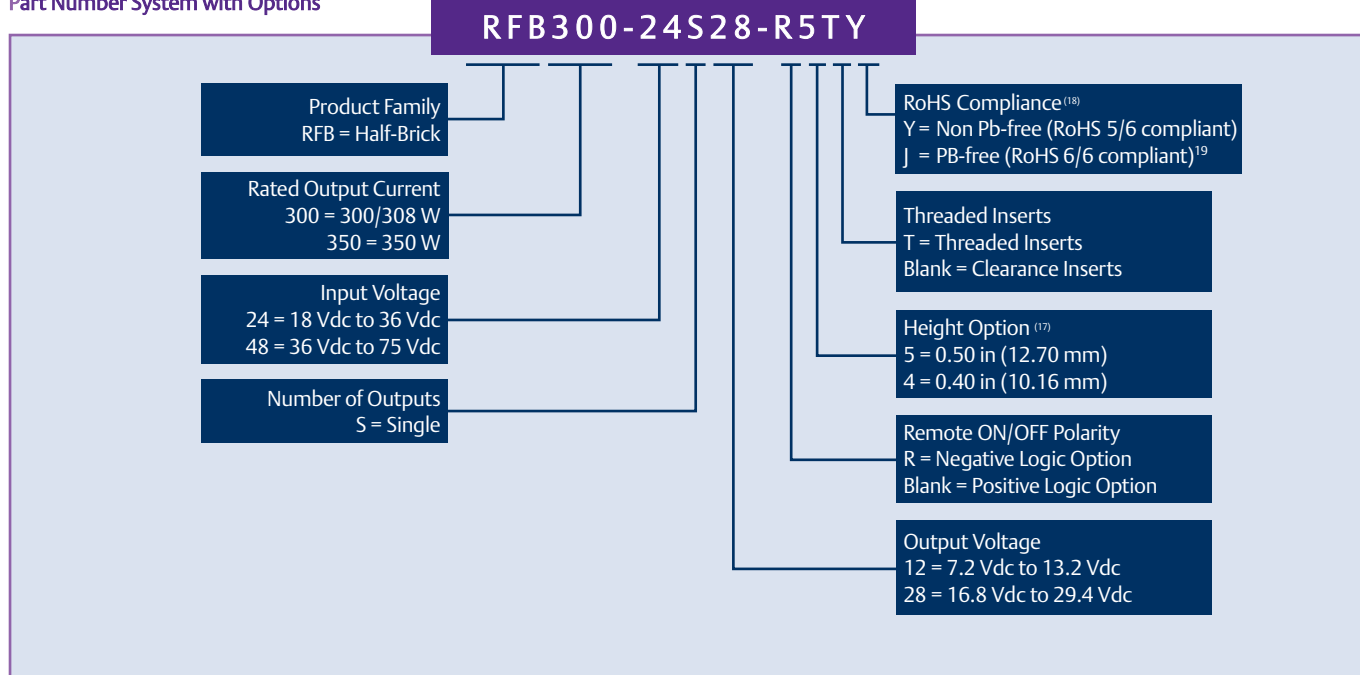 Part Number System with Options
RFB300-24S28-R5TY
Product Family
RFB = Half-Brick
Rated Output Current
300 = 300/308 W
350 = 350 W
Input Voltage
24 = 18 Vdc to 36 Vdc
48 = 36 Vdc to 75 Vdc
Number of Outputs
S = Single
RoHS Compliance (18)
Y = Non Pb-free (RoHS 5/6 compliant)
J = PB-free (RoHS 6/6 compliant)19
Threaded Inserts
T = Threaded Inserts
Blank = Clearance Inserts
Height Option (17)
5 = 0.50 in (12.70 mm)
4 = 0.40 in (10.16 mm)
Remote ON/OFF Polarity
R = Negative Logic Option
Blank = Positive Logic Option
Output Voltage
12 = 7.2 Vdc to 13.2 Vdc
28 = 16.8 Vdc to 29.4 Vdc